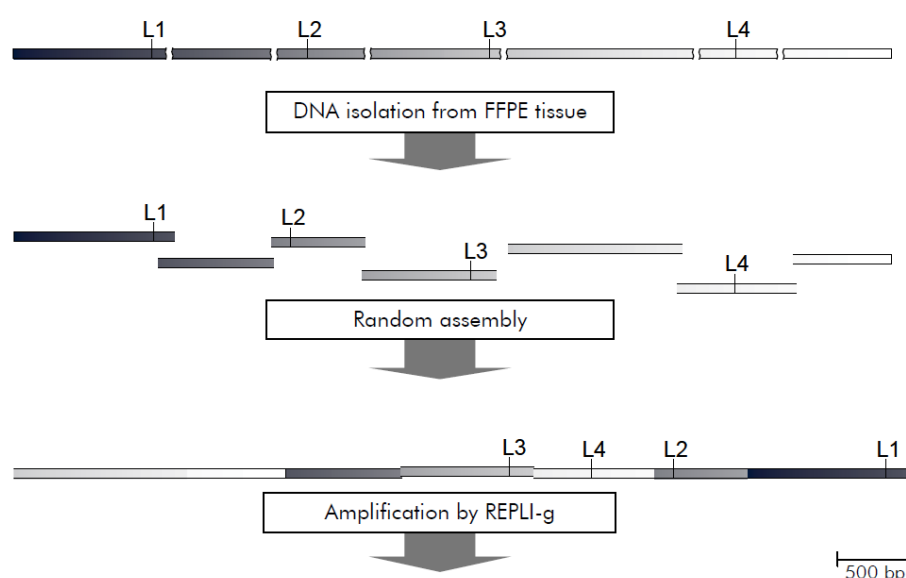 L1 L2 L3 L4
DNA isolation from FFPE tissue
L1 L2 L3 L4
Random assembly
L3 L4 L2 L1
Amplification by REPLI-g
500 bp